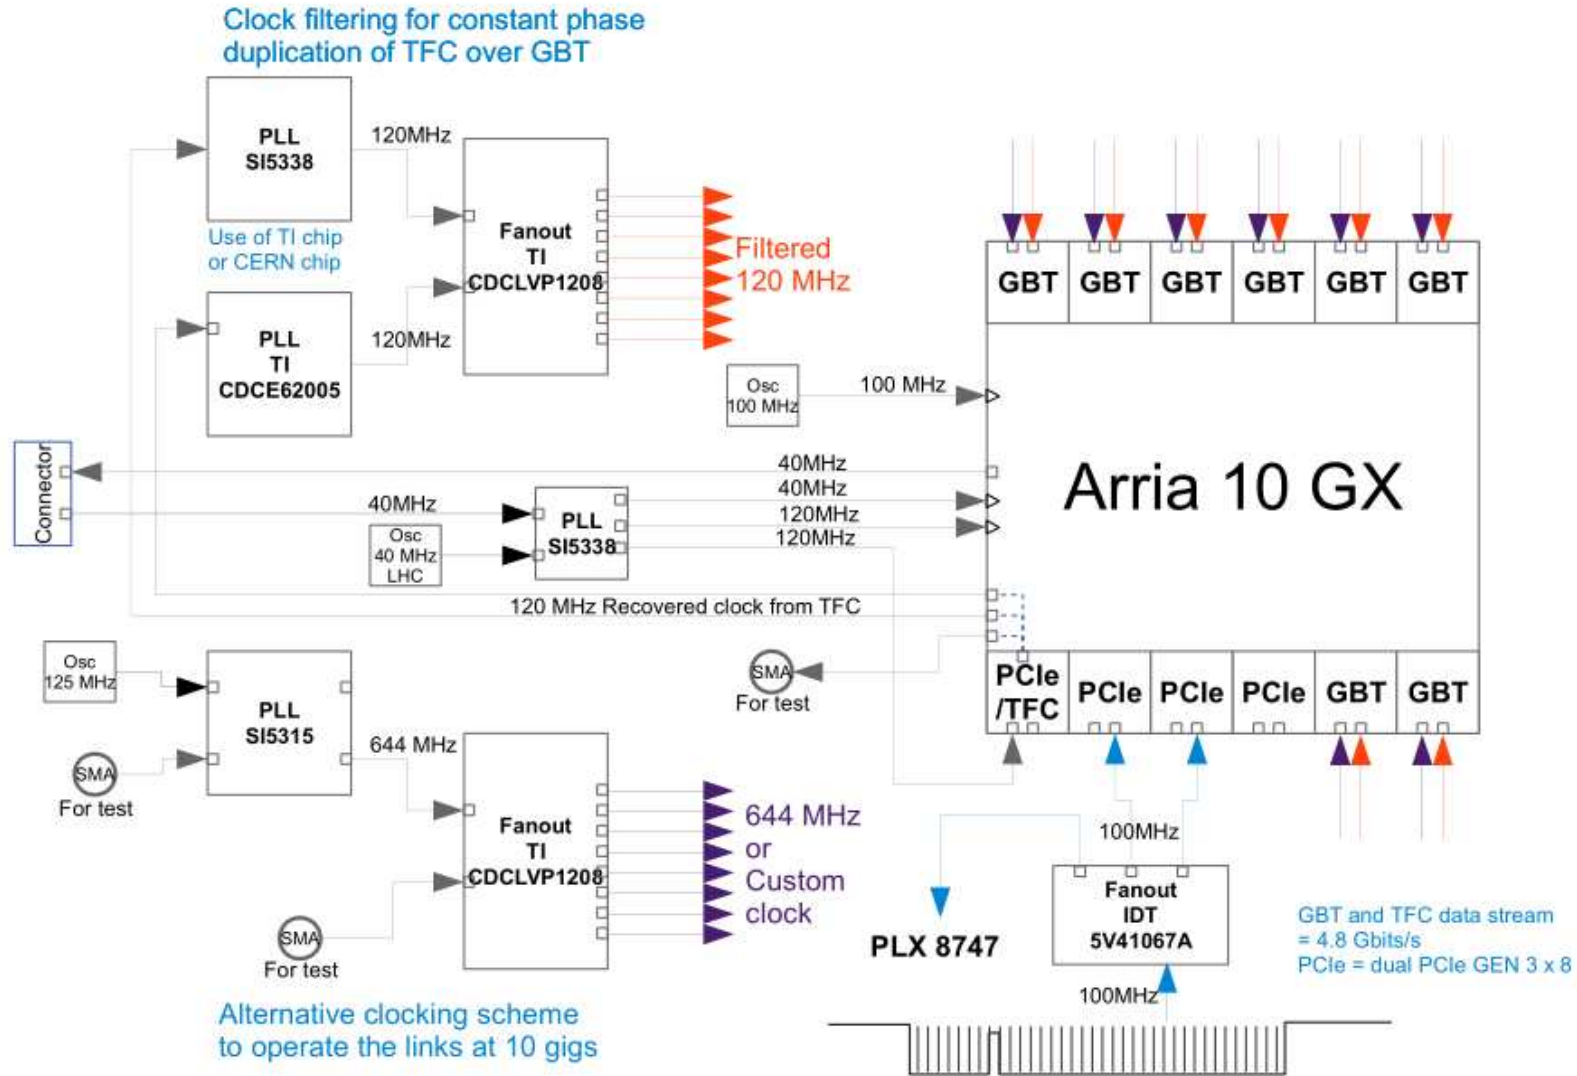 Clock filtering for constant phase
duplication of TFC over GBT
PLL
SI5338
120MHz
Use of TI chip
or CERN chip
PLL
TI
CDCE62005
120MHz
Fanout
TI
CDCLVP1208
Filtered
120 MHz
GBT
GBT
GBT
GBT
GBT
GBT
Osc
100 MHz
100 MHz
Arria 10 GX
Connector
40MHz
40MHz
40MHz
120MHz
120MHz
Osc
40 MHz
LHC
PLL
SI5338
120 MHz Recovered clock from TFC
SMA
For test
PCIe
/TFC
PCIe
PCIe
PCIe
GBT
GBT
Osc
125 MHz
PLL
SI5315
644 MHz
SMA
For test
Fanout
TI
CDCLVP1208
644 MHz
or
Custom
clock
SMA
For test
100MHz
Fanout
IDT
5V41067A
PLX 8747
100MHz
GBT and TFC data stream
= 4.8 Gbits/s
PCIe = dual PCIe GEN 3 x 8
Alternative clocking scheme
to operate the links at 10 gigs